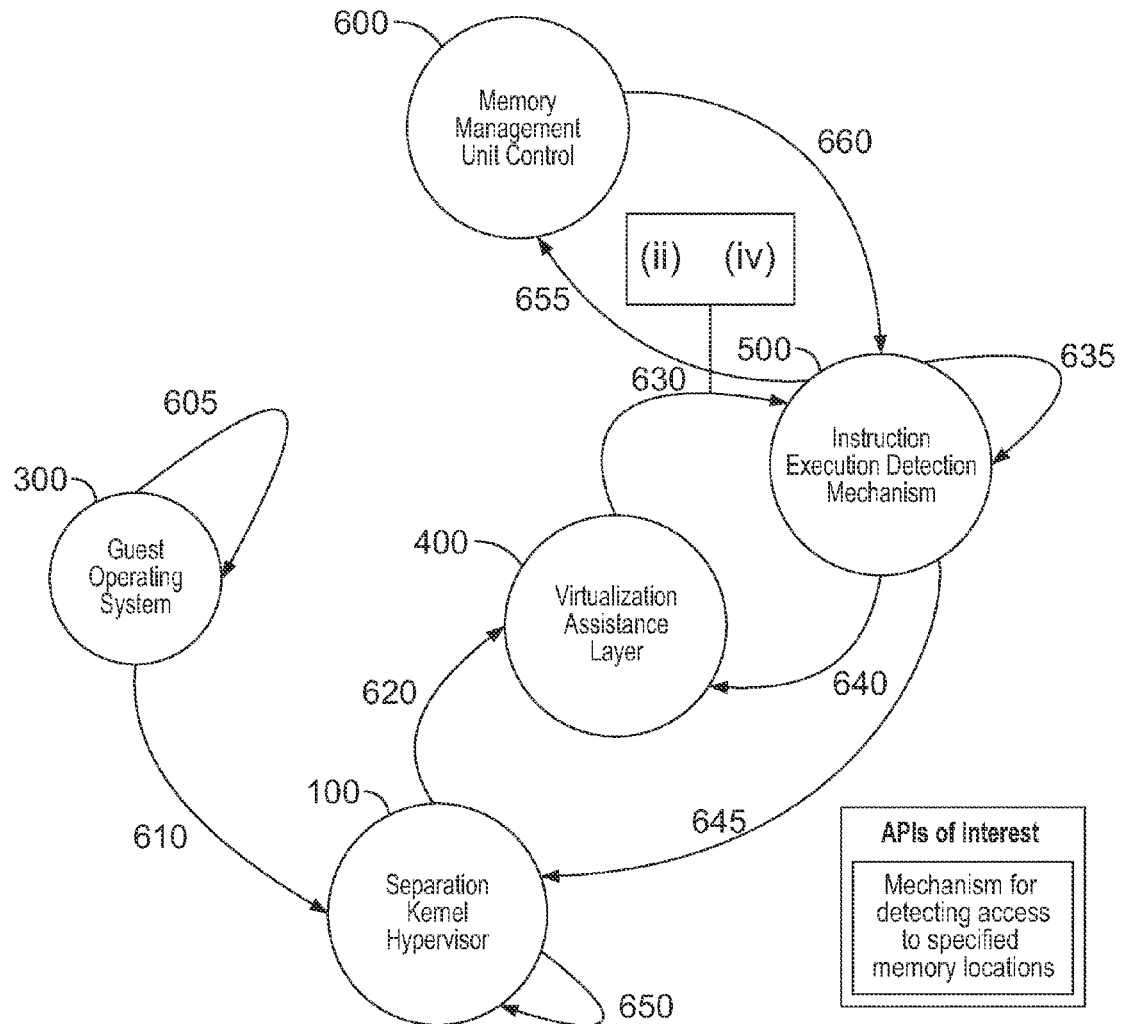 600
Memory
Management
Unit Control
660
(ii) (iv)
655
500
635
630
605
Instruction
Execution Detection
Mechanism
300
Guest
Operating
System
400
Virtualization
Assistance
Layer
620
640
100
610
645
Separation
Kernel
Hypervisor
650
APIs of interest
Mechanism for
detecting access
to specified
memory locations